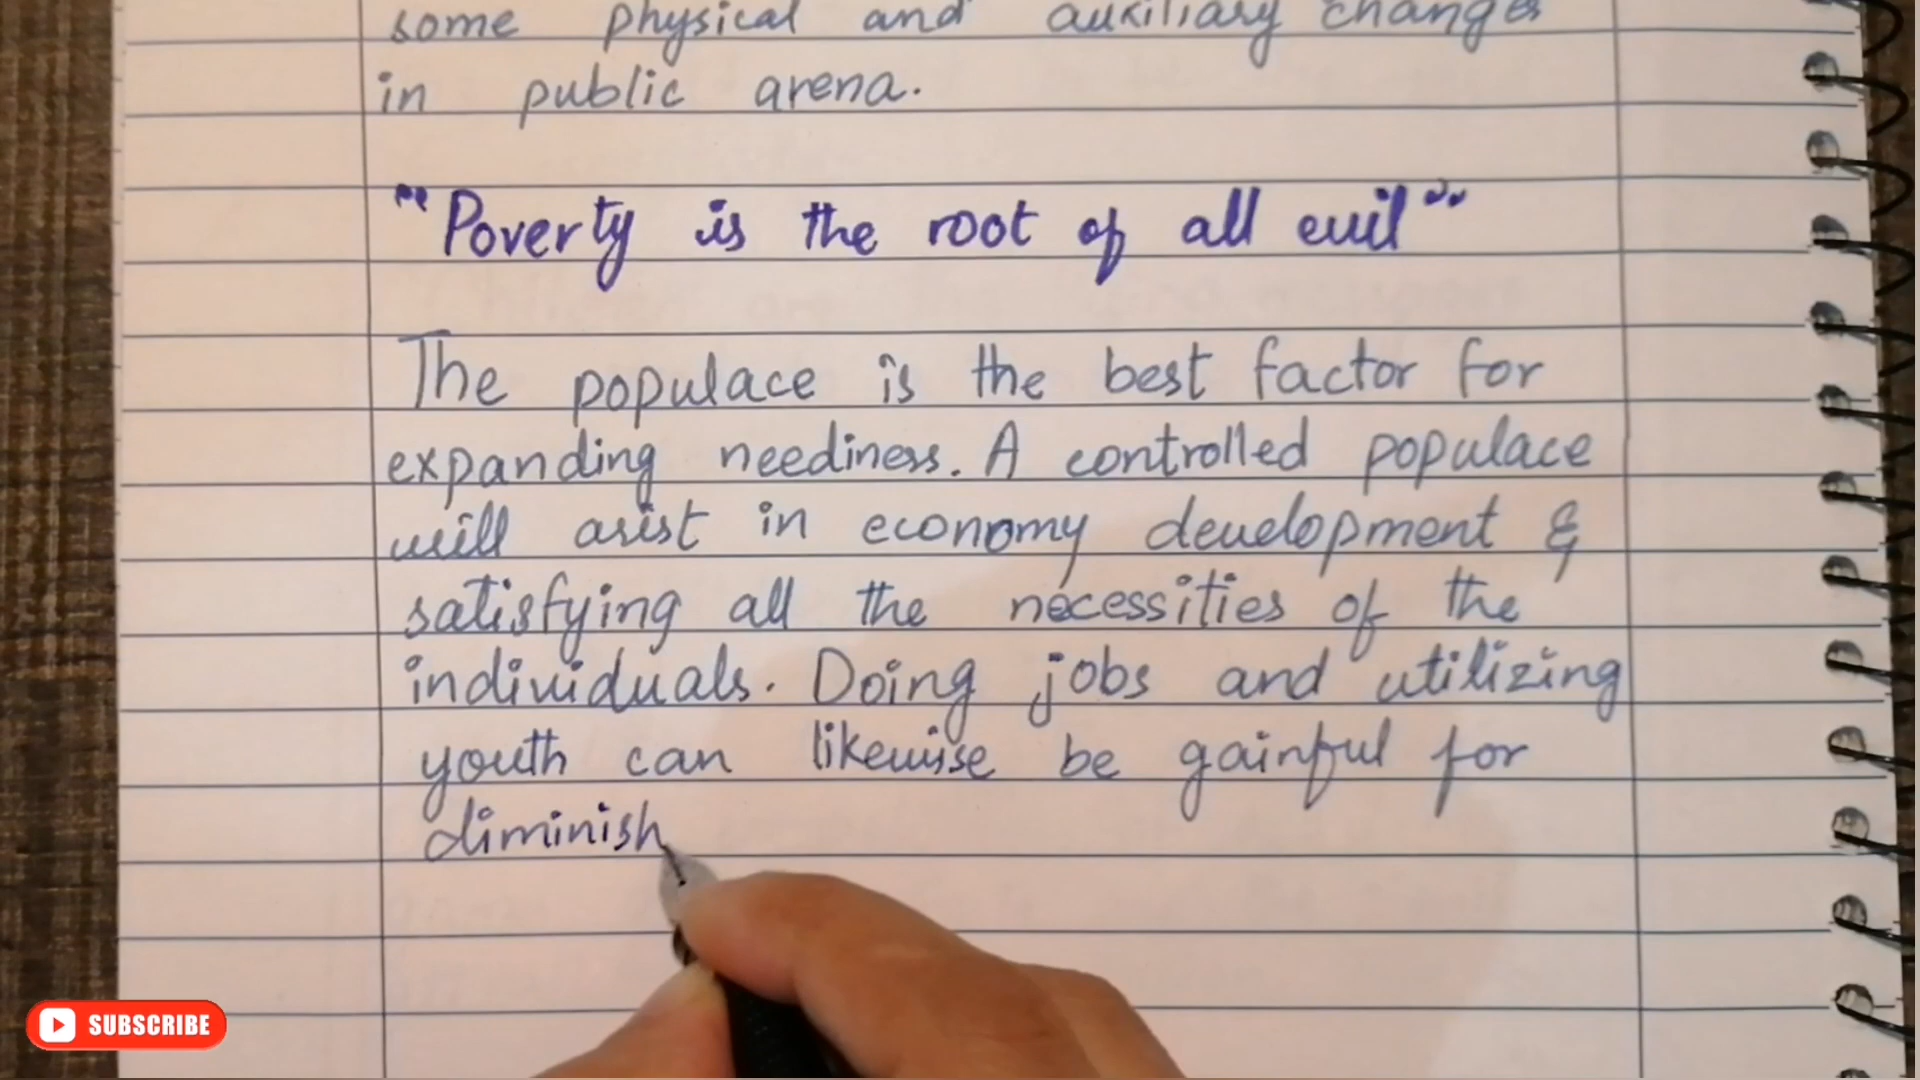 some physical and auxiliary changes
in public arena.
"Poverty is the root of all evil"
The populace is the best factor for
expanding neediness. A controlled populace
will asist in economy development &
satisfying all the necessities of the
individuals. Doing jobs and utilizing
youth can likewise be gainful for
diminish
SUBSCRIBE